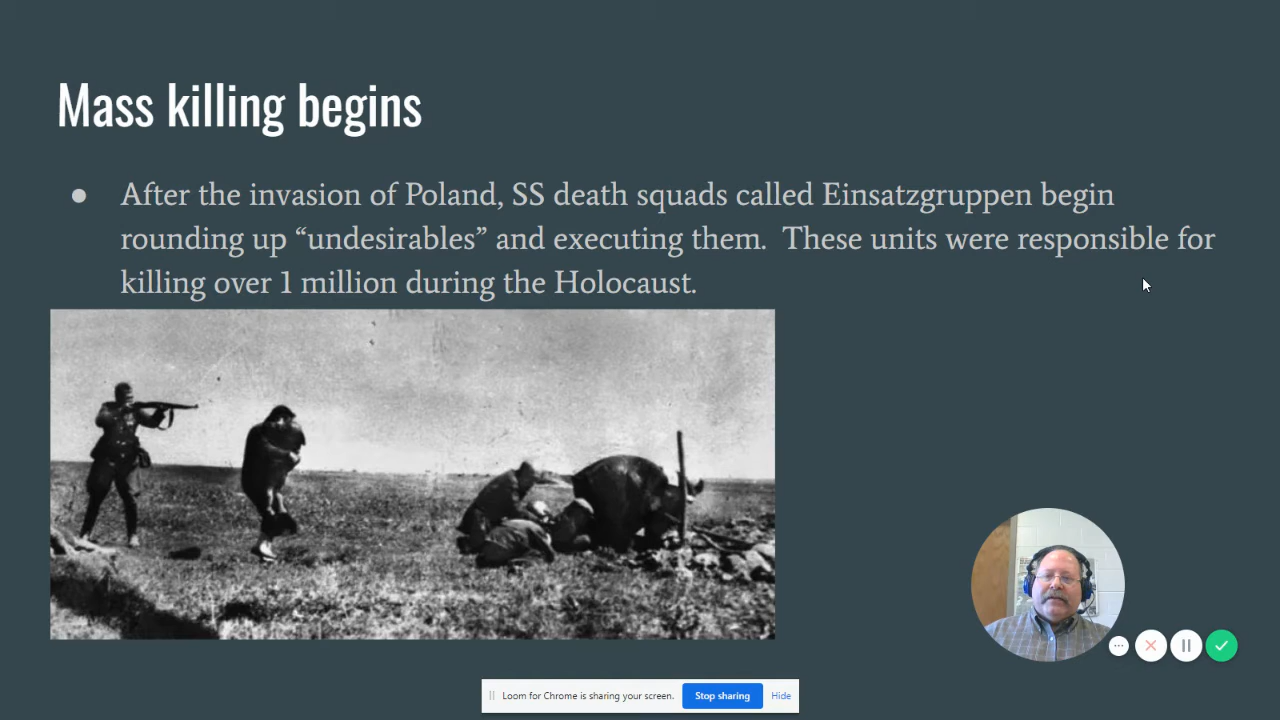 Mass killing begins
● After the invasion of Poland, SS death squads called Einsatzgruppen begin
rounding up “undesirables” and executing them.  These units were responsible for
killing over 1 million during the Holocaust.
Loom for Chrome is sharing your screen. Stop sharing Hide